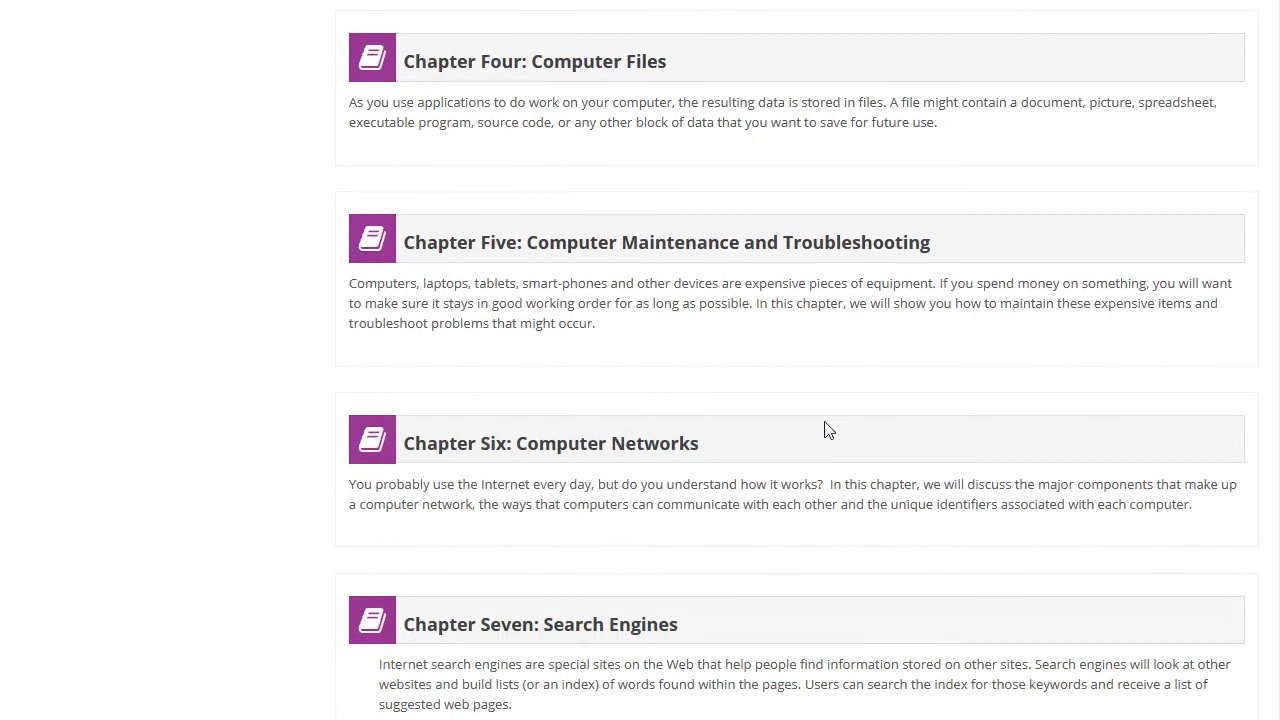 Chapter Four: Computer Files
As you use applications to do work on your computer, the resulting data is stored in files. A file might contain a document, picture, spreadsheet,
executable program, source code, or any other block of data that you want to save for future use.
Chapter Five: Computer Maintenance and Troubleshooting
Computers, laptops, tablets, smart-phones and other devices are expensive pieces of equipment. If you spend money on something, you will want
to make sure it stays in good working order for as long as possible. In this chapter, we will show you how to maintain these expensive items and
troubleshoot problems that might occur.
Chapter Six: Computer Networks
You probably use the Internet every day, but do you understand how it works?  In this chapter, we will discuss the major components that make up
a computer network, the ways that computers can communicate with each other and the unique identifiers associated with each computer.
Chapter Seven: Search Engines
Internet search engines are special sites on the Web that help people find information stored on other sites. Search engines will look at other
websites and build lists (or an index) of words found within the pages. Users can search the index for those keywords and receive a list of
suggested web pages.